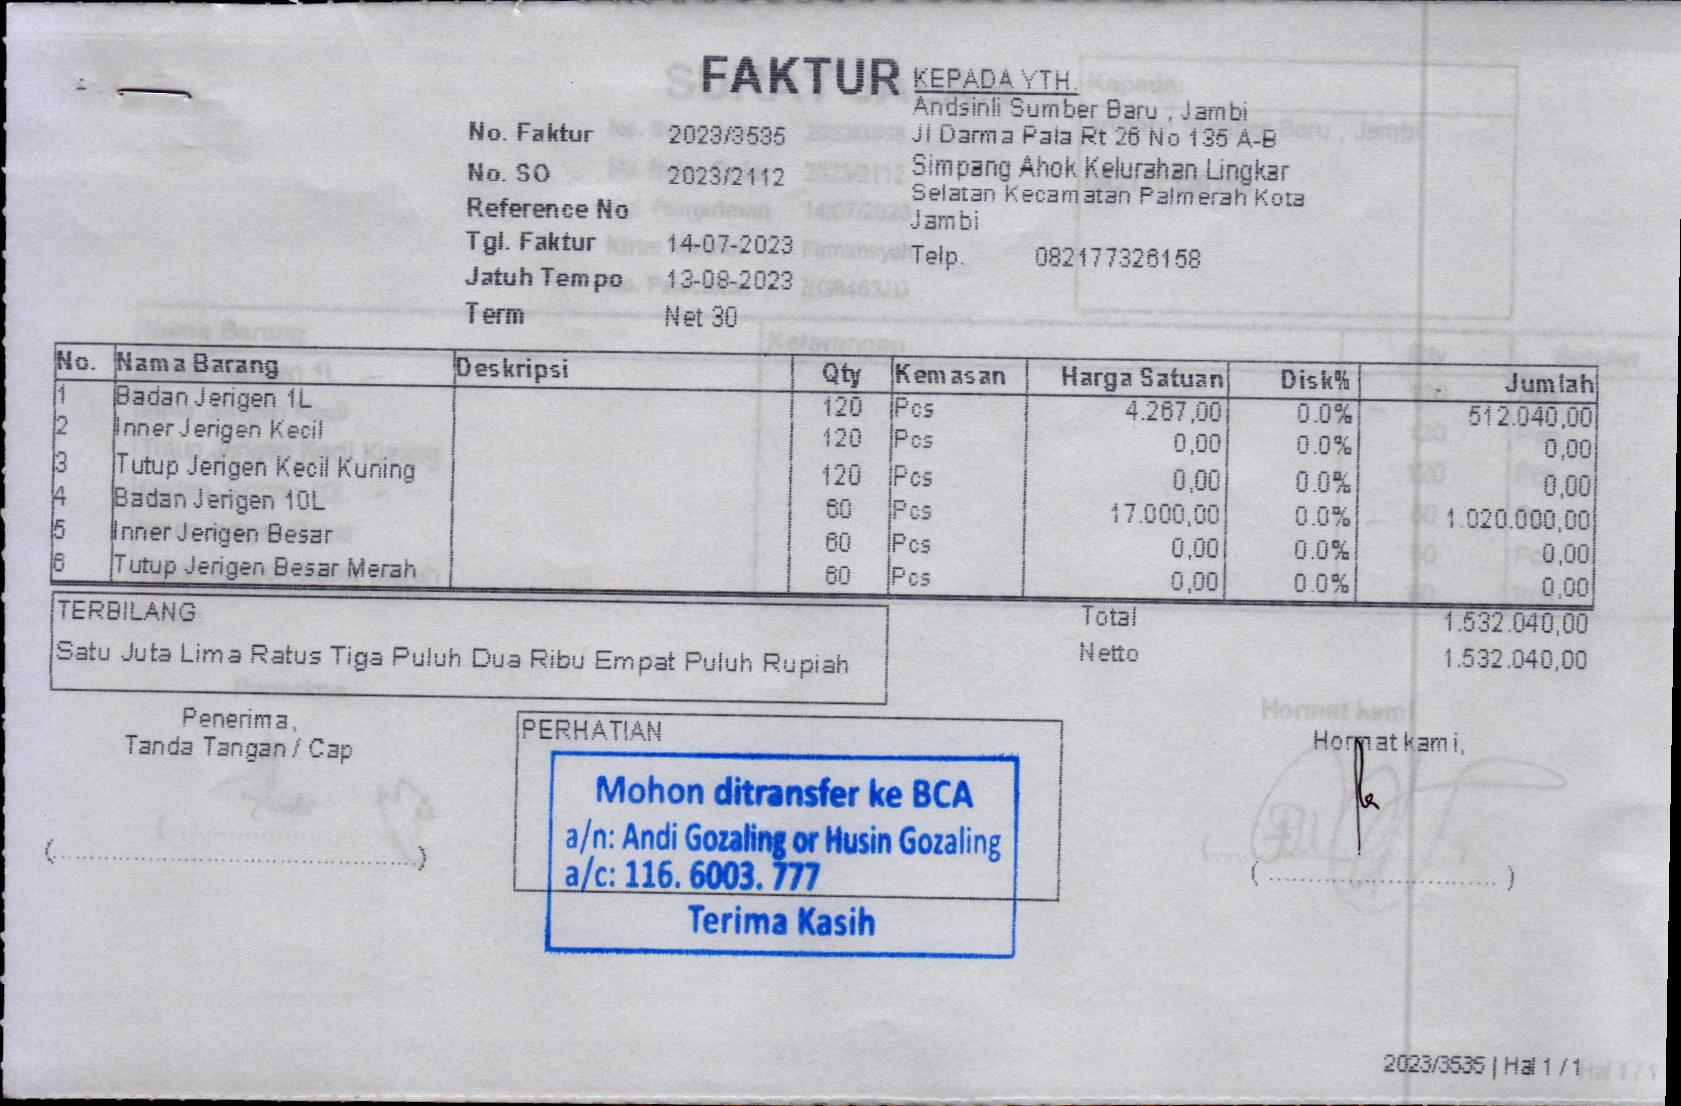 FAKTUR
No. Faktur 2023/3535
No. SO 2023/2112
Reference No
Tgl. Faktur 14-07-2023
Jatuh Tempo 13-08-2023
Term Net 30
KEPADA YTH.
Andsinli Sumber Baru , Jambi
Jl Darma Pala Rt 26 No 135 A-B
Simpang Ahok Kelurahan Lingkar
Selatan Kecamatan Palmerah Kota
Jambi
Telp. 082177326158
No. Nama Barang Deskripsi Qty Kemasan Harga Satuan Disk% Jumlah
1 Badan Jerigen 1L 120 Pcs 4.267,00 0.0% 512.040,00
2 Inner Jerigen Kecil 120 Pcs 0,00 0.0% 0,00
3 Tutup Jerigen Kecil Kuning 120 Pcs 0,00 0.0% 0,00
4 Badan Jerigen 10L 60 Pcs 17.000,00 0.0% 1.020.000,00
5 Inner Jerigen Besar 60 Pcs 0,00 0.0% 0,00
6 Tutup Jerigen Besar Merah 60 Pcs 0,00 0.0% 0,00
TERBILANG
Satu Juta Lima Ratus Tiga Puluh Dua Ribu Empat Puluh Rupiah
Total 1.532.040,00
Netto 1.532.040,00
Penerima,
Tanda Tangan / Cap
PERHATIAN
Mohon ditransfer ke BCA
a/n: Andi Gozaling or Husin Gozaling
a/c: 116. 6003. 777
Terima Kasih
Hormat kami,
2023/3535 | Hal 1 / 1